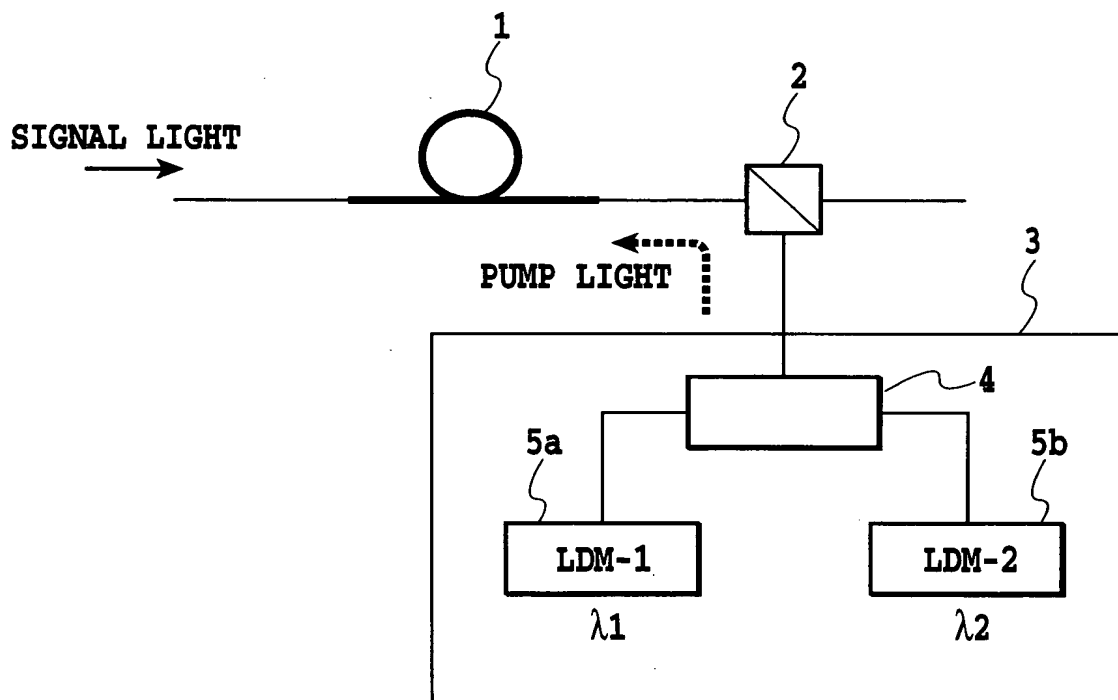 1
2
SIGNAL LIGHT
3
PUMP LIGHT
4
5a
5b
LDM-1
LDM-2
λ1
λ2